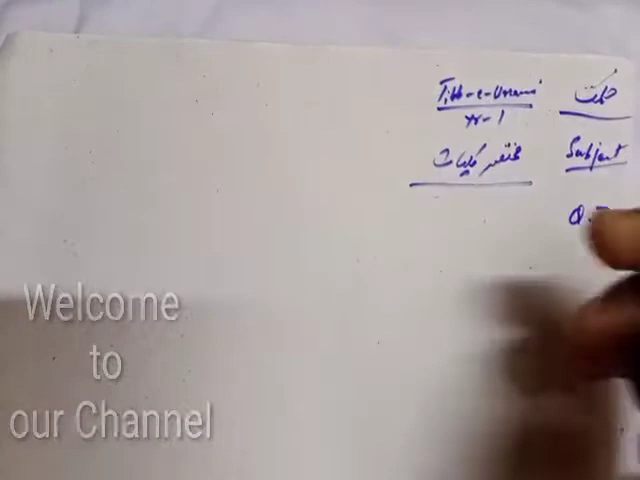 حکمت Tibb-e-Unani
yr-1
Subject مختصر کلیات
Q.
Welcome
to
our Channel